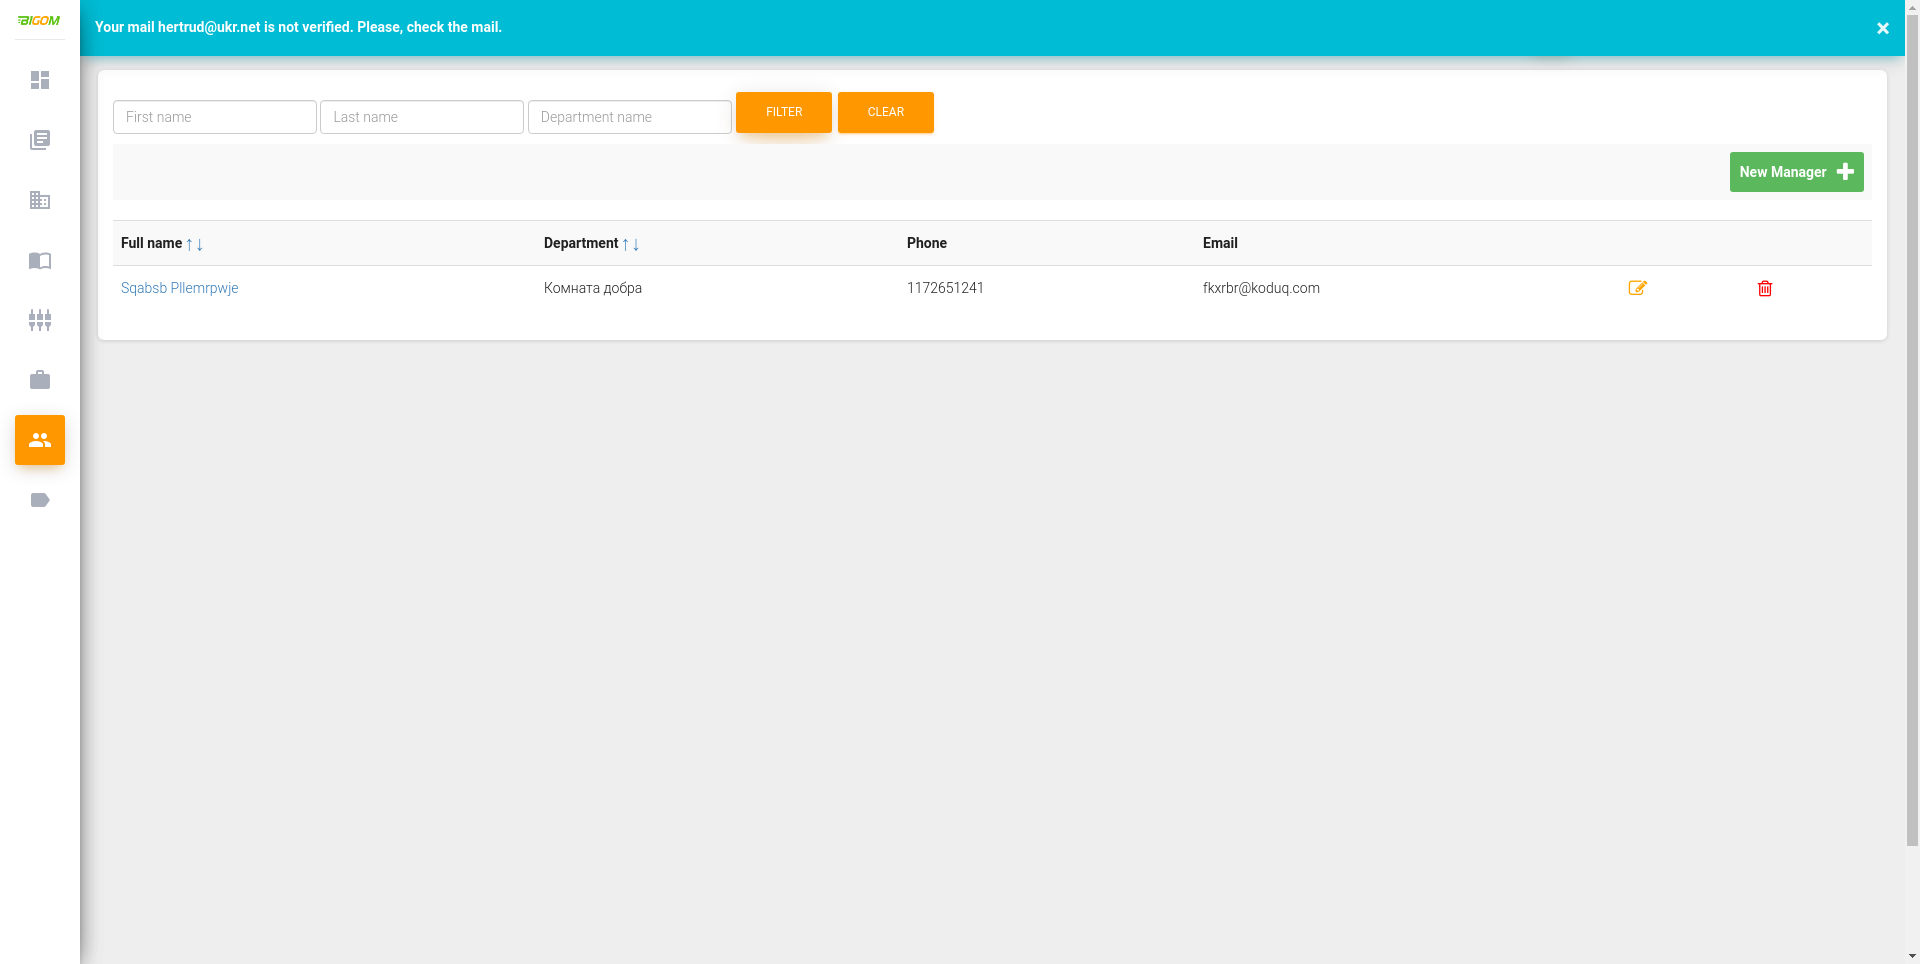 BIGOM
Your mail hertrud@ukr.net is not verified. Please, check the mail.
First name Last name Department name FILTER CLEAR
New Manager
Full name ↑↓ Department ↑↓ Phone Email
Sqabsb Pllemrpwje Комната добра 1172651241 fkxrbr@koduq.com